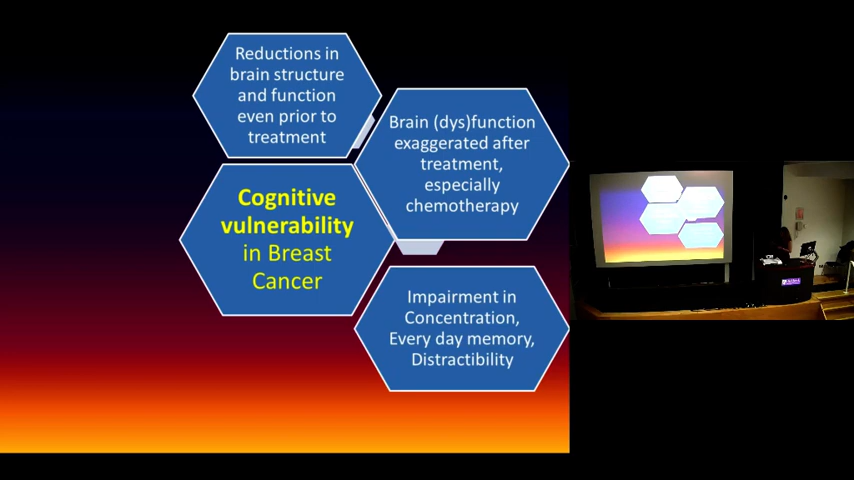 Reductions in
brain structure
and function
even prior to
treatment
Brain (dys)function
exaggerated after
treatment,
especially
chemotherapy
Cognitive
vulnerability
in Breast
Cancer
Impairment in
Concentration,
Every day memory,
Distractibility